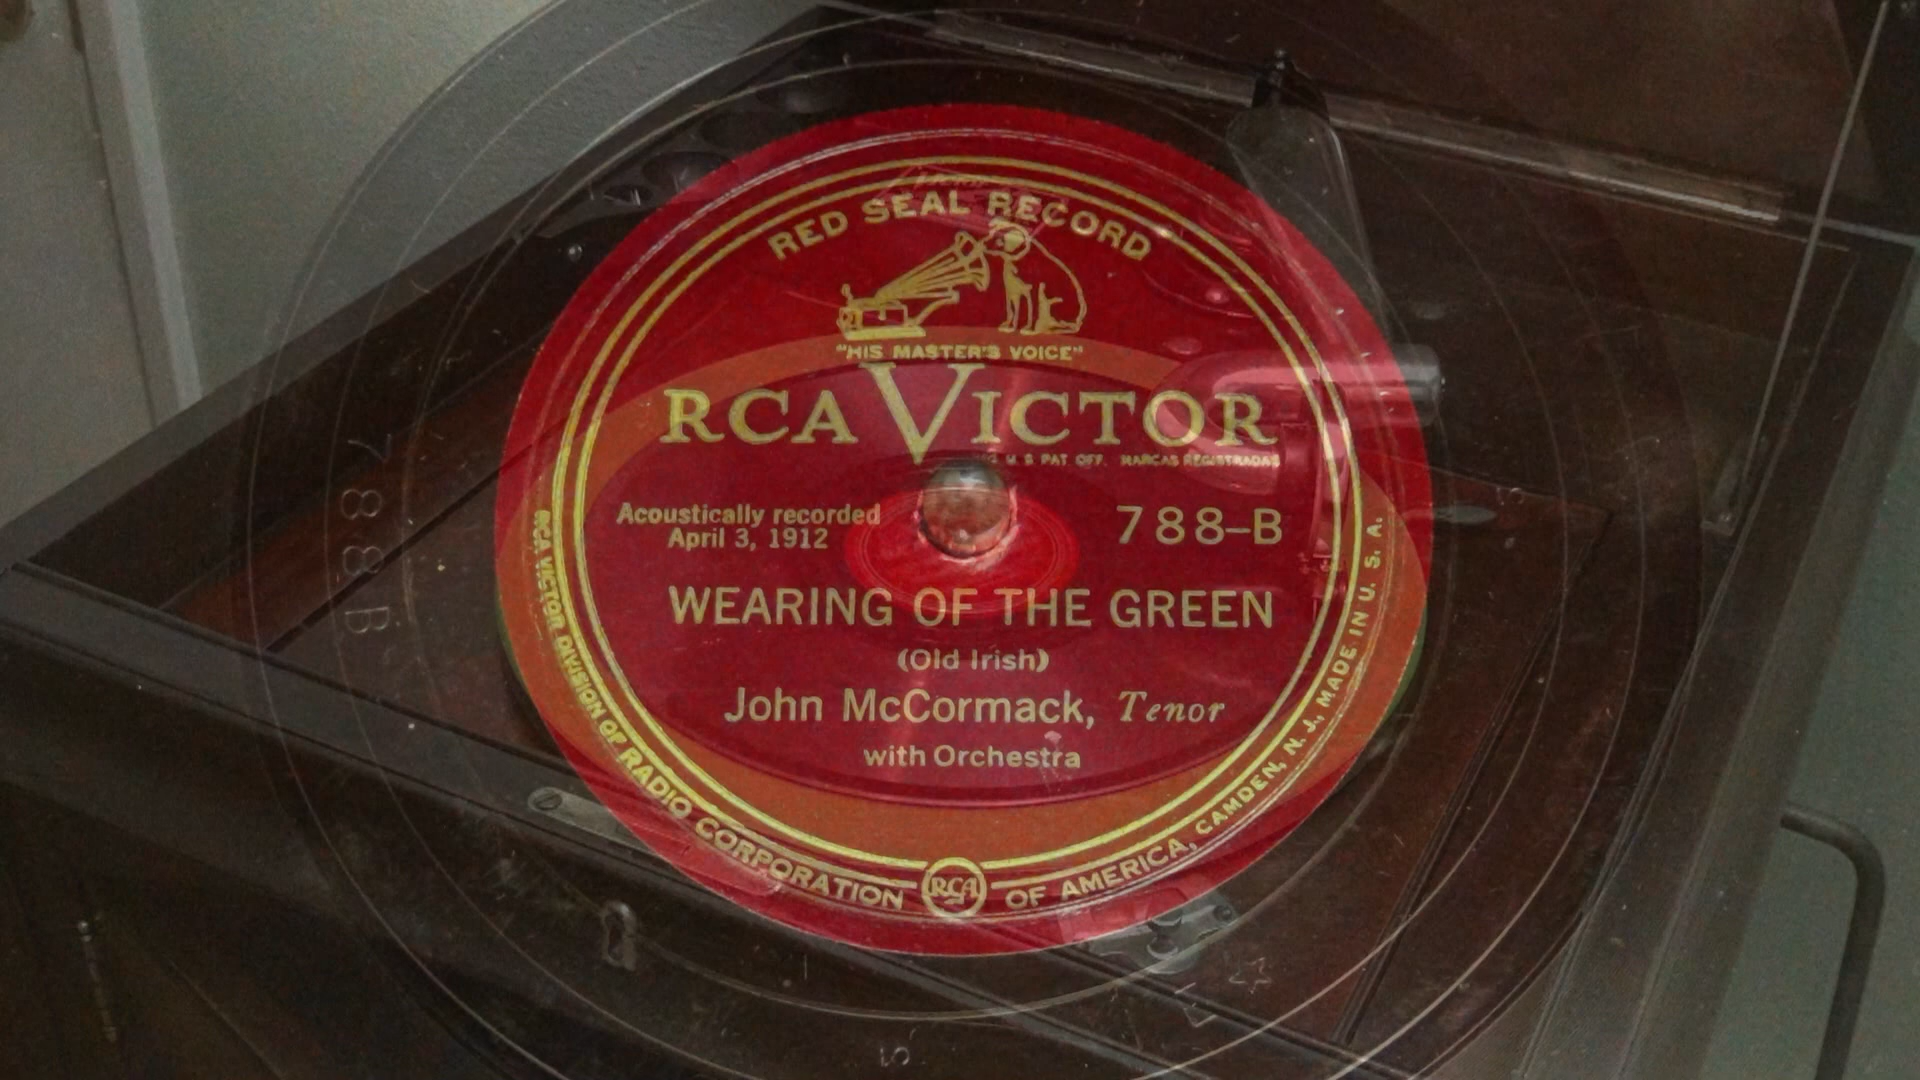 RED SEAL RECORD
"HIS MASTER'S VOICE"
RCA VICTOR
U S PAT OFF. MARCAS REGISTRADAS
Acoustically recorded
April 3, 1912
788-B
WEARING OF THE GREEN
(Old Irish)
John McCormack, Tenor
with Orchestra
RCA VICTOR DIVISION OF RADIO CORPORATION OF AMERICA, CAMDEN, N. J., MADE IN U. S. A.
RCA
788B